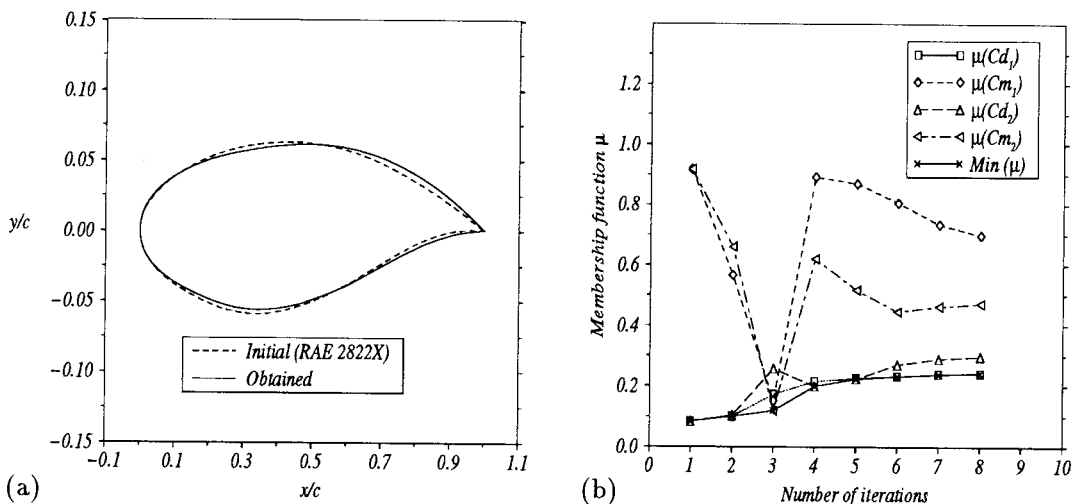 0.15
0.10
0.05
0.00
−0.05
−0.10
−0.15
y/c
−0.1
0.1
0.3
0.5
0.7
0.9
1.1
x/c
Initial (RAE 2822X)
Obtained
(a)
1.2
1.0
0.8
0.6
0.4
0.2
0.0
Membership function μ
0
1
2
3
4
5
6
7
8
9
10
Number of iterations
μ(Cd₁)
μ(Cm₁)
μ(Cd₂)
μ(Cm₂)
Min (μ)
(b)